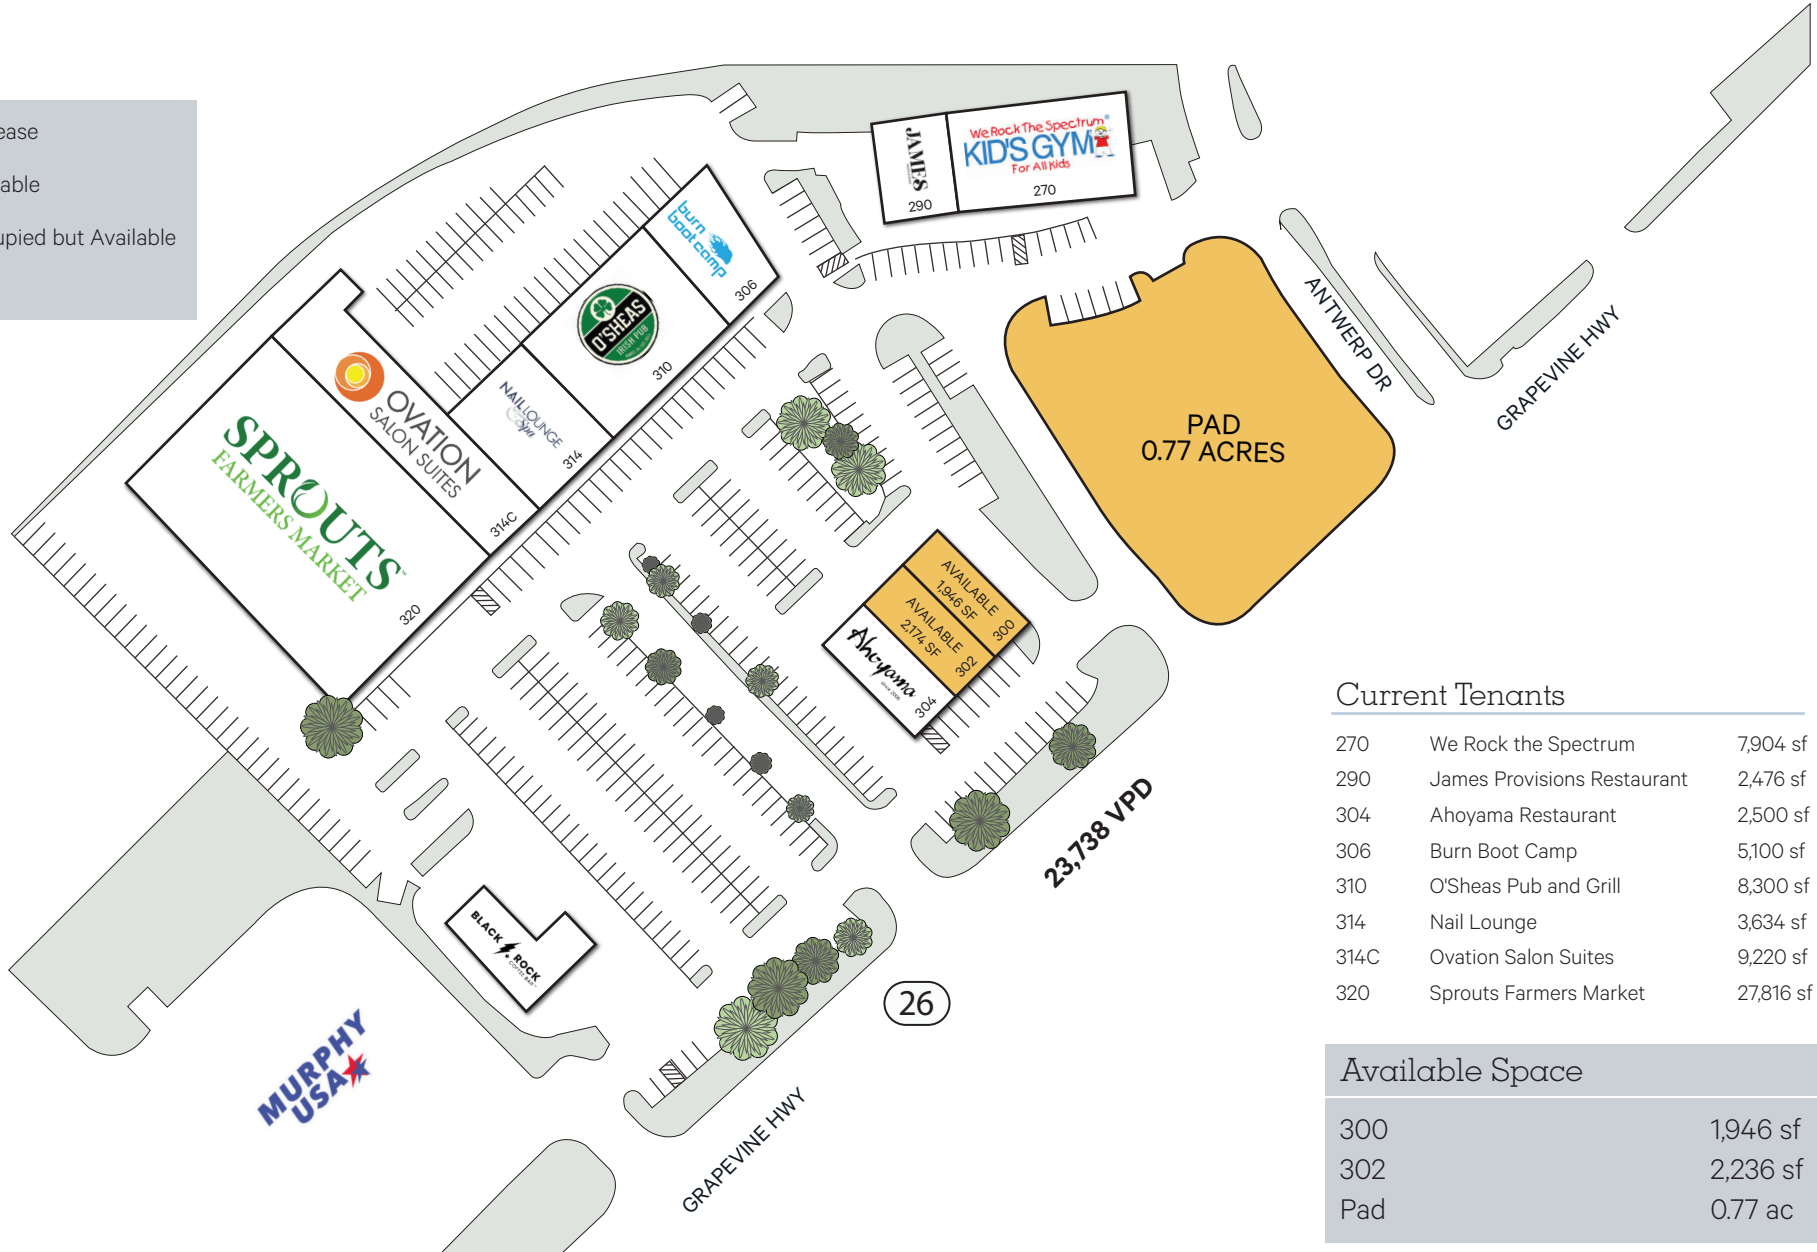 ease
able
upied but Available
JAMES
290
We Rock The Spectrum®
KID'S GYM
For All Kids
270
burn
boot camp
306
O'SHEAS
IRISH PUB
310
NAIL LOUNGE
& Spa
314
OVATION
SALON SUITES
314C
SPROUTS™
FARMERS MARKET
320
PAD
0.77 ACRES
ANTWERP DR
GRAPEVINE HWY
AVAILABLE
1,946 SF
300
AVAILABLE
2,174 SF
302
Ahoyama
304
23,738 VPD
BLACK ROCK
COFFEE BAR
26
MURPHY
USA
GRAPEVINE HWY
Current Tenants
270 We Rock the Spectrum 7,904 sf
290 James Provisions Restaurant 2,476 sf
304 Ahoyama Restaurant 2,500 sf
306 Burn Boot Camp 5,100 sf
310 O'Sheas Pub and Grill 8,300 sf
314 Nail Lounge 3,634 sf
314C Ovation Salon Suites 9,220 sf
320 Sprouts Farmers Market 27,816 sf
Available Space
300 1,946 sf
302 2,236 sf
Pad 0.77 ac